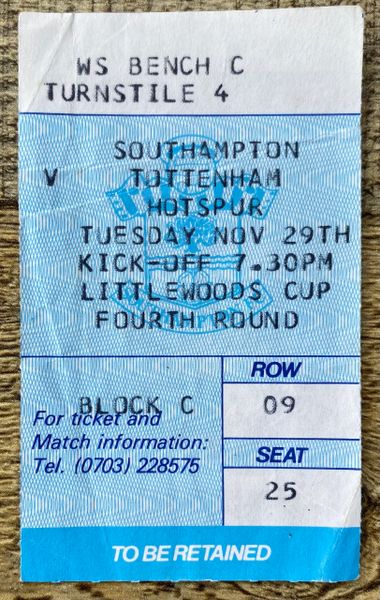 WS BENCH C
TURNSTILE 4
SOUTHAMPTON
V TOTTENHAM
HOTSPUR
TUESDAY NOV 29TH
KICK-OFF 7.30PM
LITTLEWOODS CUP
FOURTH ROUND
BLOCK C
For ticket and
Match information:
Tel. (0703) 228575
ROW
09
SEAT
25
TO BE RETAINED